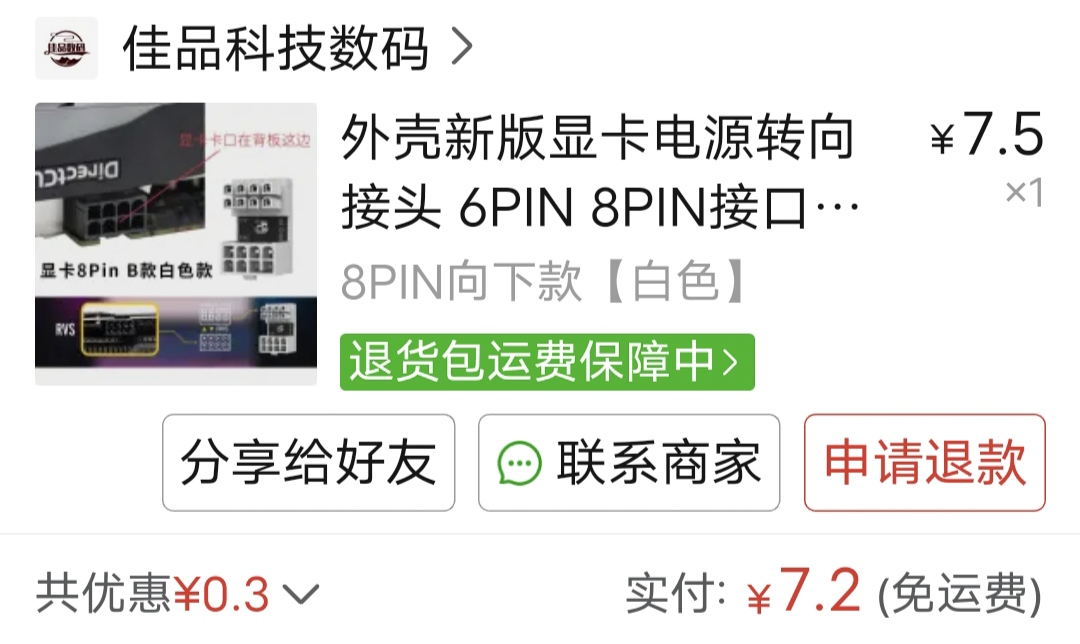 佳品数码
佳品科技数码
显卡卡口在背板这边
DirectCU
显卡8Pin B款白色款
RVS
外壳新版显卡电源转向
接头 6PIN 8PIN接口…
¥7.5
×1
8PIN向下款【白色】
退货包运费保障中
分享给好友
联系商家
申请退款
共优惠¥0.3
实付: ¥7.2 (免运费)